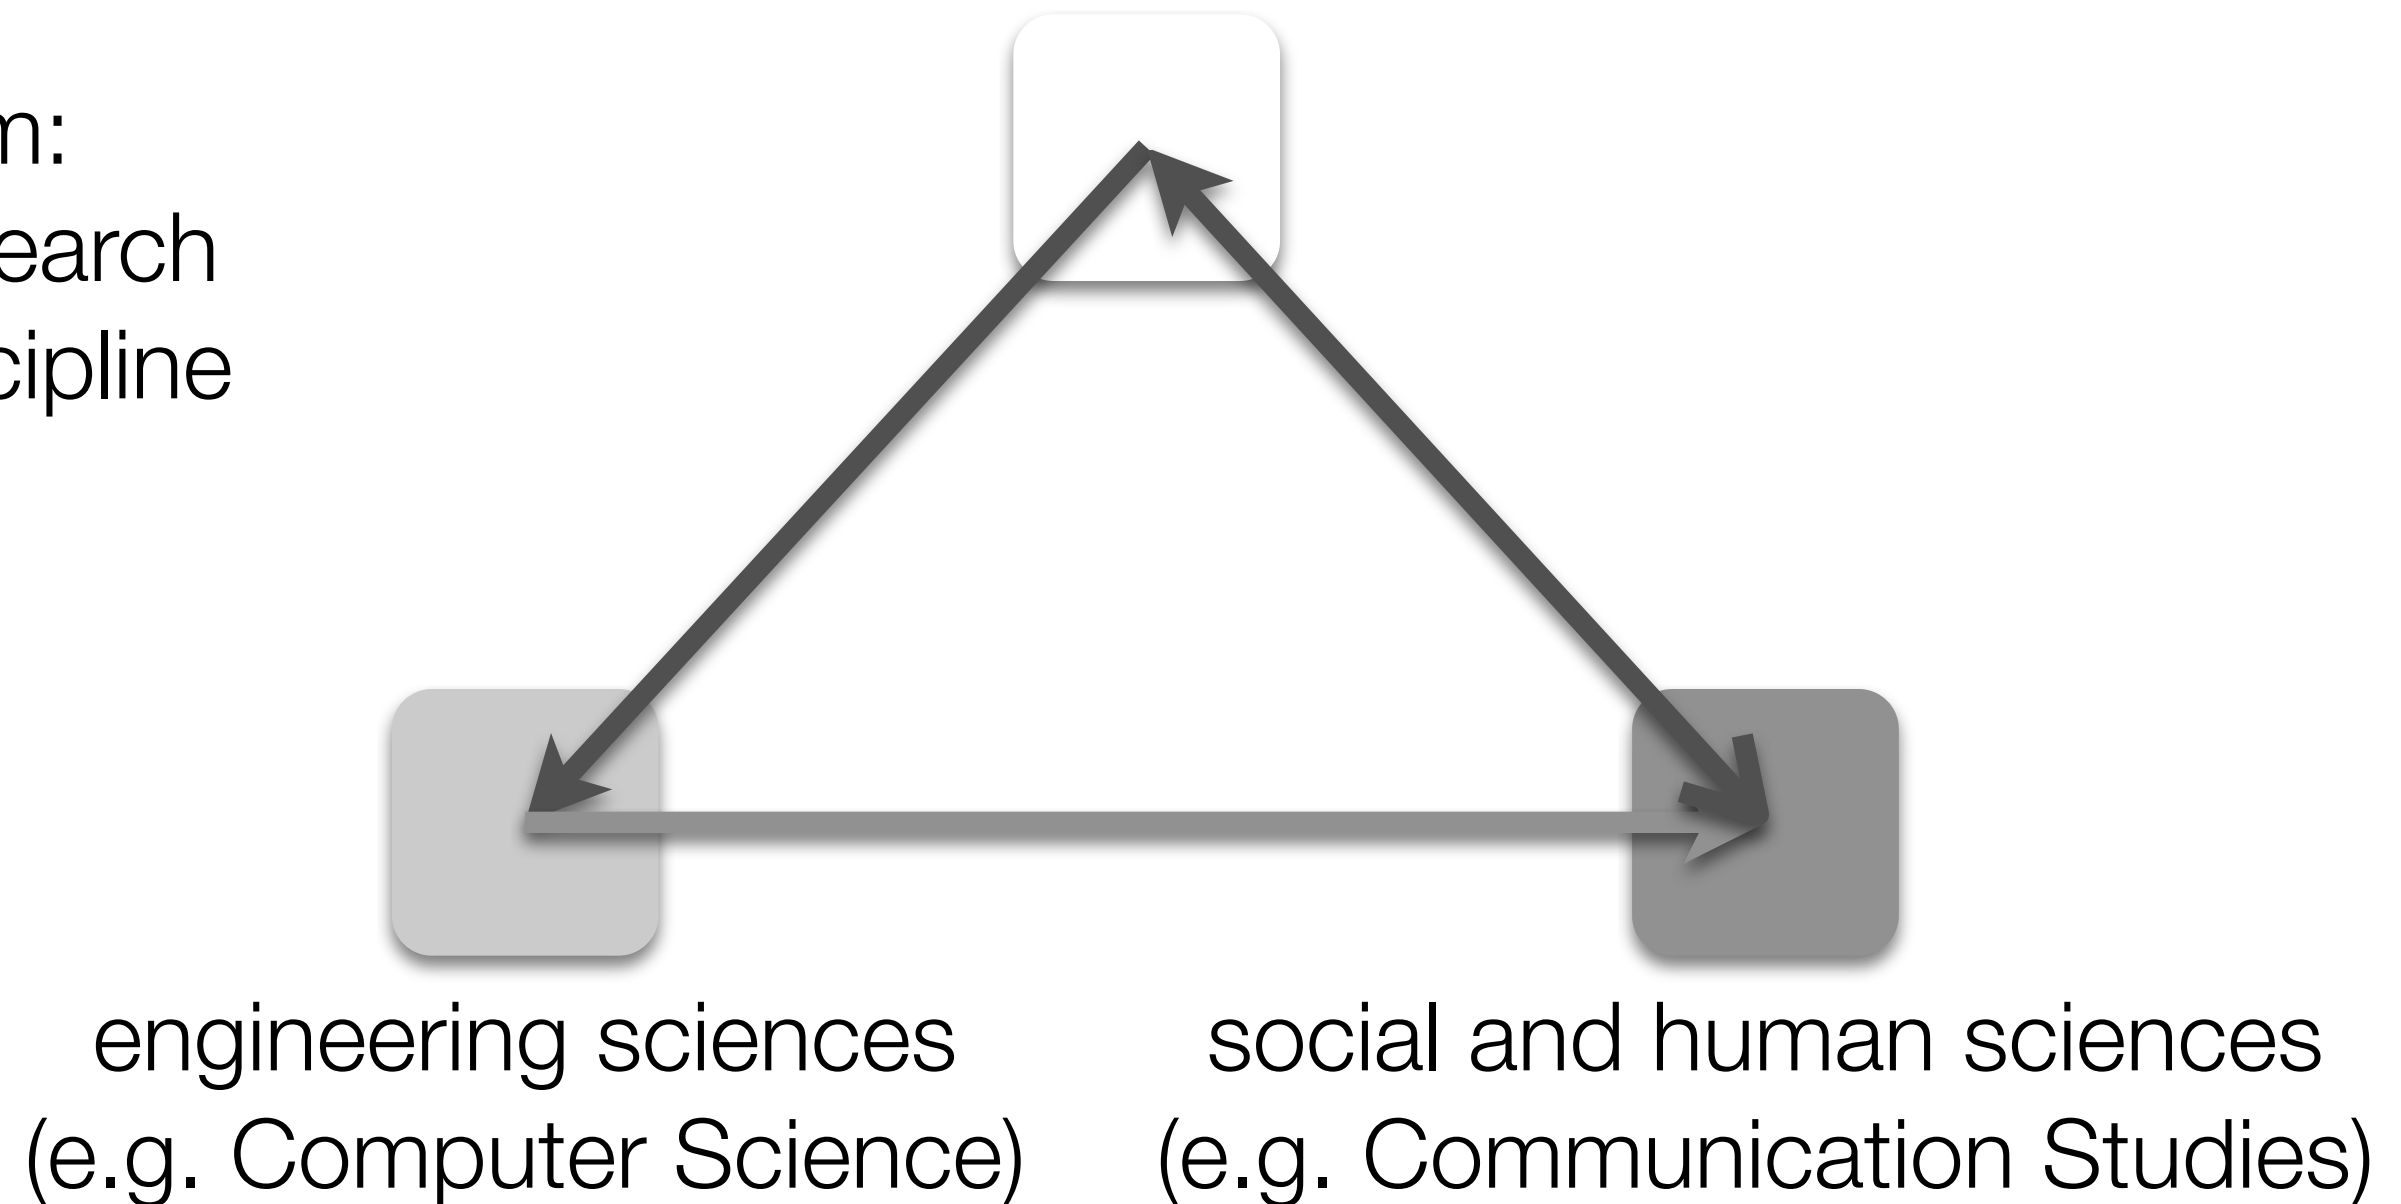 m:
earch
cipline
engineering sciences
(e.g. Computer Science)
social and human sciences
(e.g. Communication Studies)